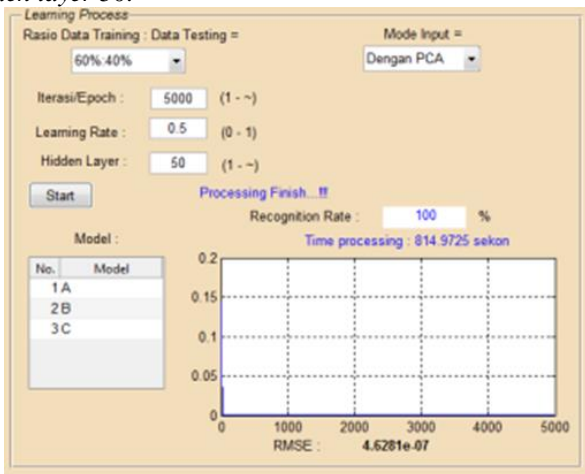 layer 50.
Learning Process
Rasio Data Training : Data Testing =
Mode Input =
60%:40%
Dengan PCA
Iterasi/Epoch : 5000 (1 - ~)
Learning Rate : 0.5 (0 - 1)
Hidden Layer : 50 (1 - ~)
Start
Processing Finish...!!!
Recognition Rate : 100 %
Model :
Time processing : 814.9725 sekon
No. Model
1 A
2 B
3 C
0.2
0.15
0.1
0.05
0
0 1000 2000 3000 4000 5000
RMSE : 4.6281e-07